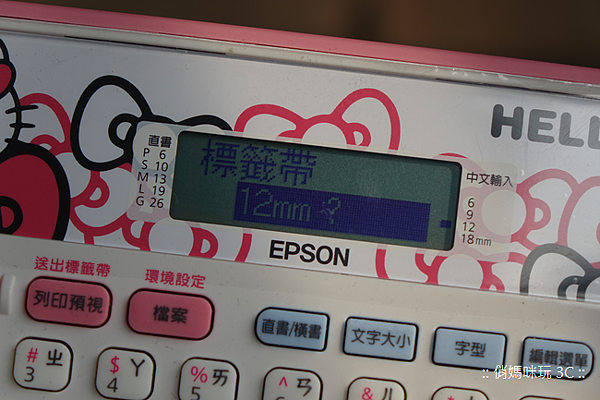 HELL
直書
P 6
S 10
M 13
L 19
G 26
標籤帶
12mm
中文輸入
6
9
12
18mm
EPSON
送出標籤帶
環境設定
列印預視
檔案
直書/橫書
文字大小
字型
編輯選單
# ㄓ
3
$ ㄚ
4
% ㄞ
5
^ ㄢ
& ㄦ
:: 俏媽咪玩 3C ::